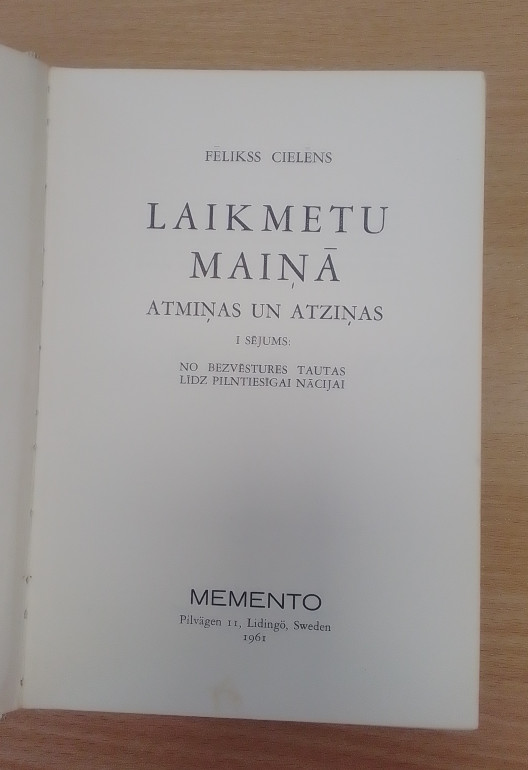 FĒLIKSS CIELĒNS
LAIKMETU
MAIŅĀ
ATMIŅAS UN ATZIŅAS
I SĒJUMS:
NO BEZVĒSTURES TAUTAS
LĪDZ PILNTIESĪGAI NĀCIJAI
MEMENTO
Pilvägen 11, Lidingö, Sweden
1961